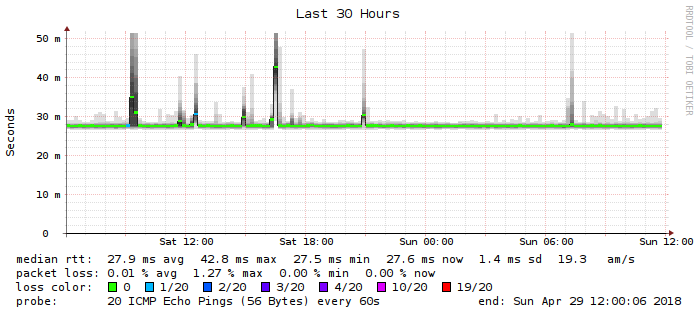 Last 30 Hours
RRDTOOL / TOBI OETIKER
Seconds
50 m
40 m
30 m
20 m
10 m
0
Sat 12:00 Sat 18:00 Sun 00:00 Sun 06:00 Sun 12:00
median rtt: 27.9 ms avg 42.8 ms max 27.5 ms min 27.6 ms now 1.4 ms sd 19.3 am/s
packet loss: 0.01 % avg 1.27 % max 0.00 % min 0.00 % now
loss color: 0 1/20 2/20 3/20 4/20 10/20 19/20
probe: 20 ICMP Echo Pings (56 Bytes) every 60s end: Sun Apr 29 12:00:06 2018